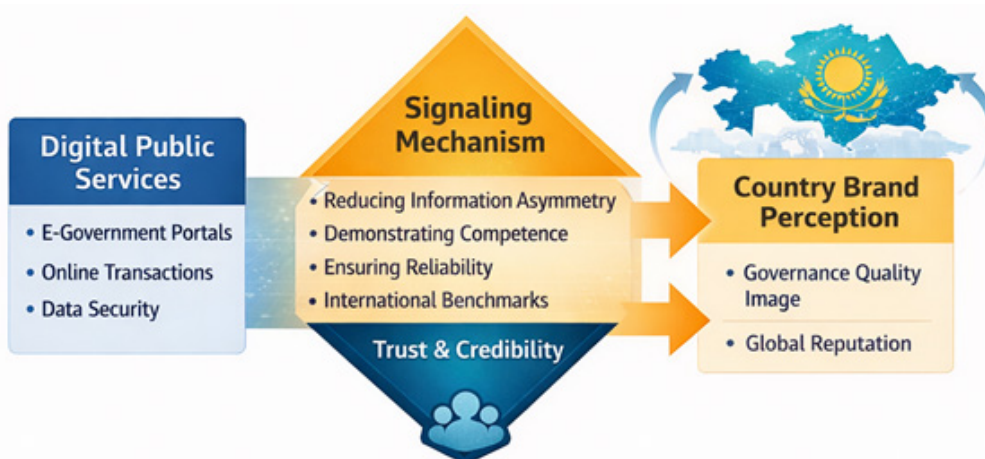 Digital Public
Services
• E-Government Portals
• Online Transactions
• Data Security
Signaling
Mechanism
• Reducing Information Asymmetry
• Demonstrating Competence
• Ensuring Reliability
• International Benchmarks
Trust & Credibility
Country Brand
Perception
• Governance Quality
Image
• Global Reputation